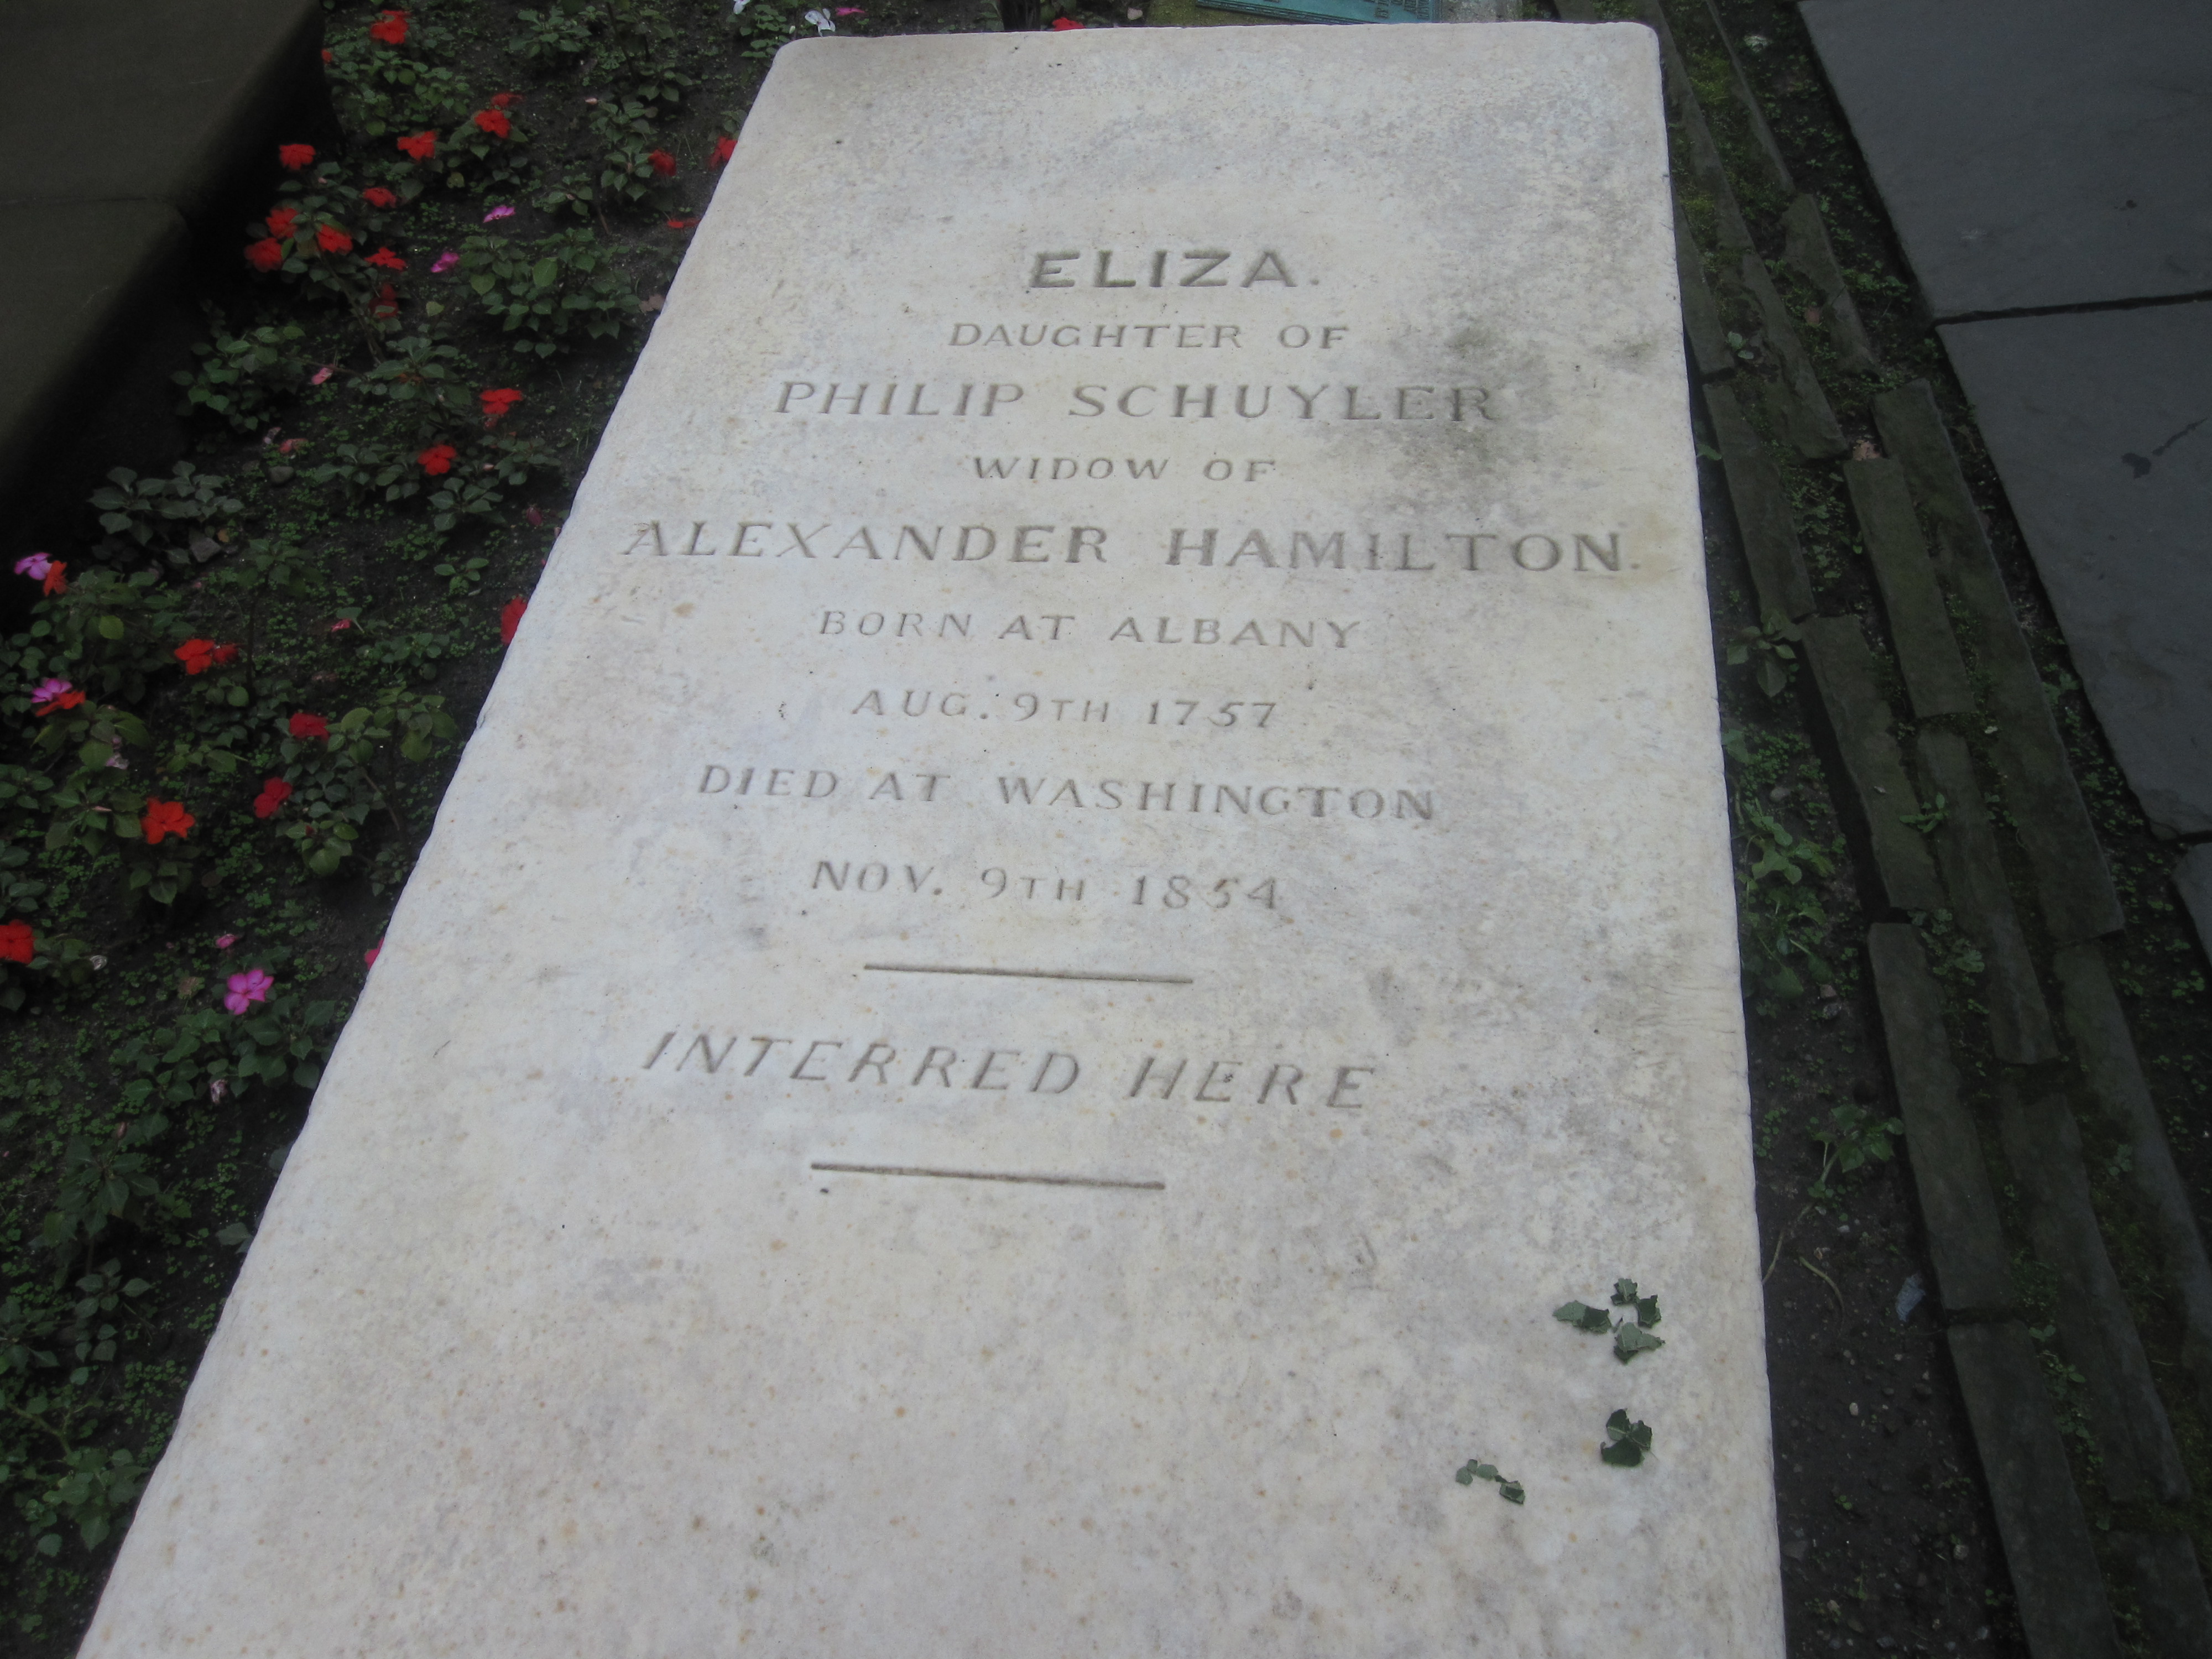 ELIZA.
DAUGHTER OF
PHILIP SCHUYLER
WIDOW OF
ALEXANDER HAMILTON.
BORN AT ALBANY
AUG. 9TH 1757
DIED AT WASHINGTON
NOV. 9TH 1854
INTERRED HERE